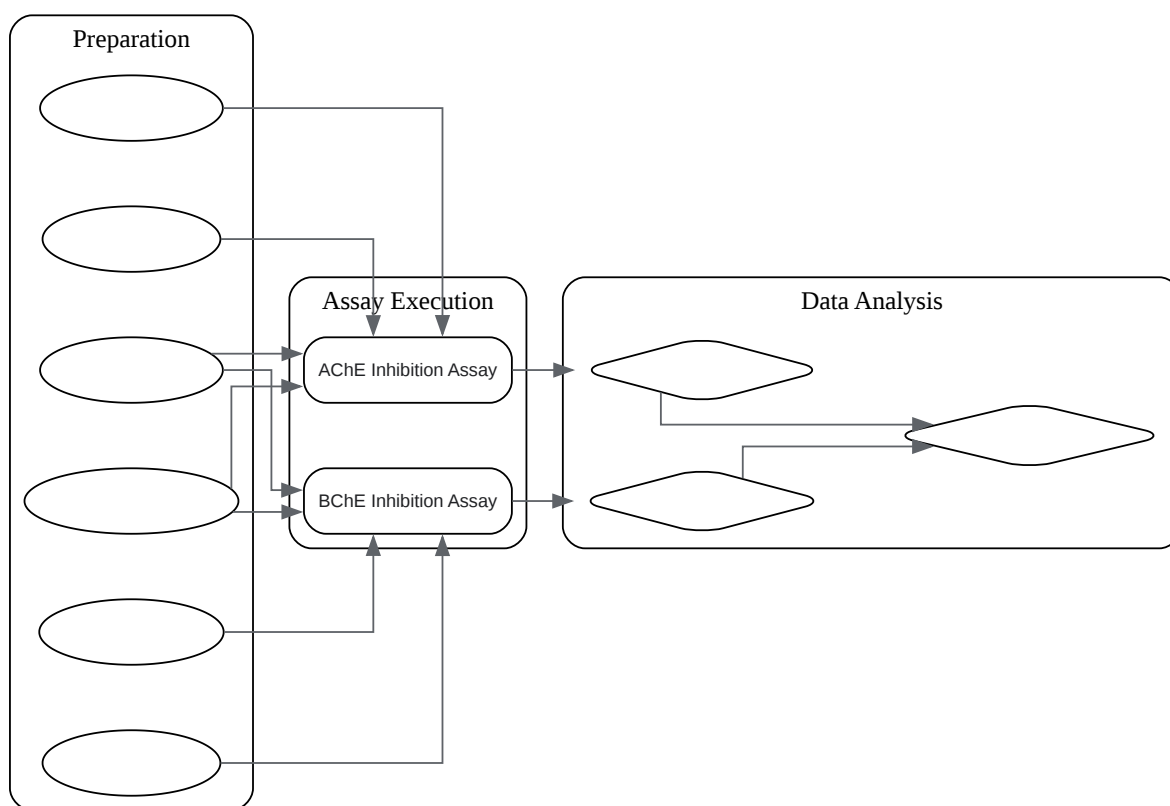 Preparation
Assay Execution
Data Analysis
AChE Inhibition Assay
BChE Inhibition Assay